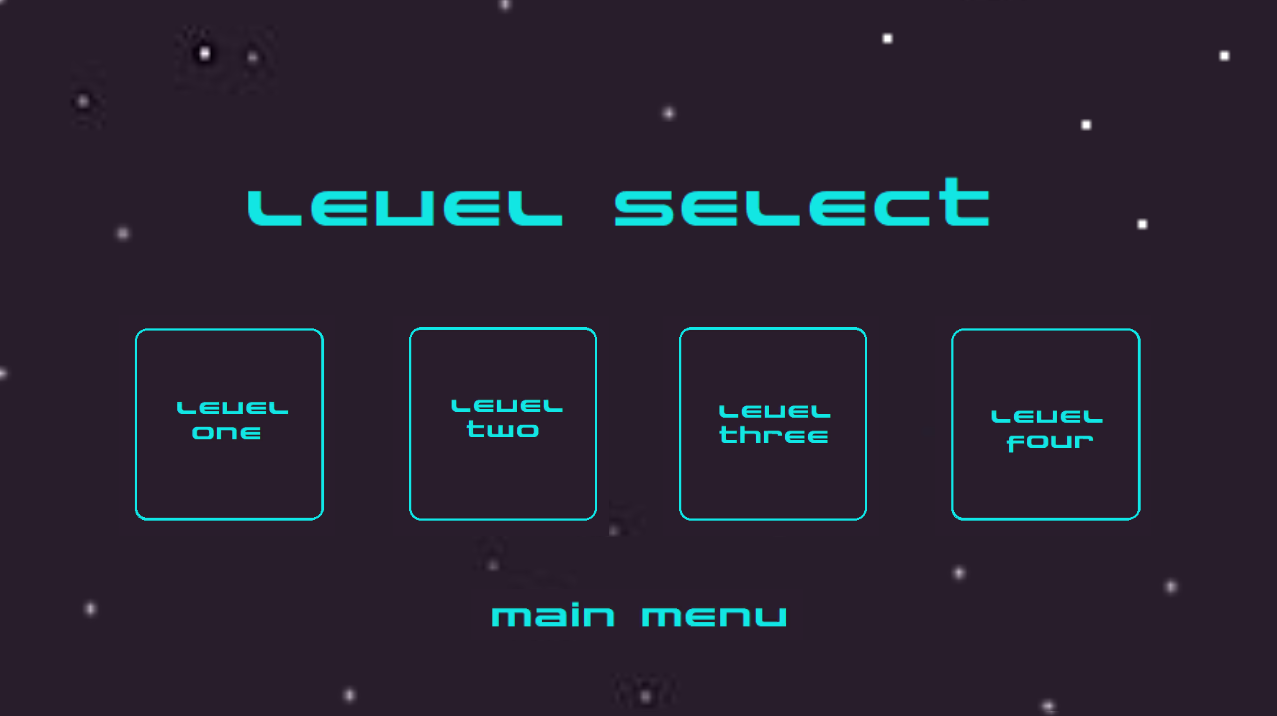 LEVEL SELECT
LEVEL
ONE
LEVEL
TWO
LEVEL
THREE
LEVEL
FOUR
MAIN MENU